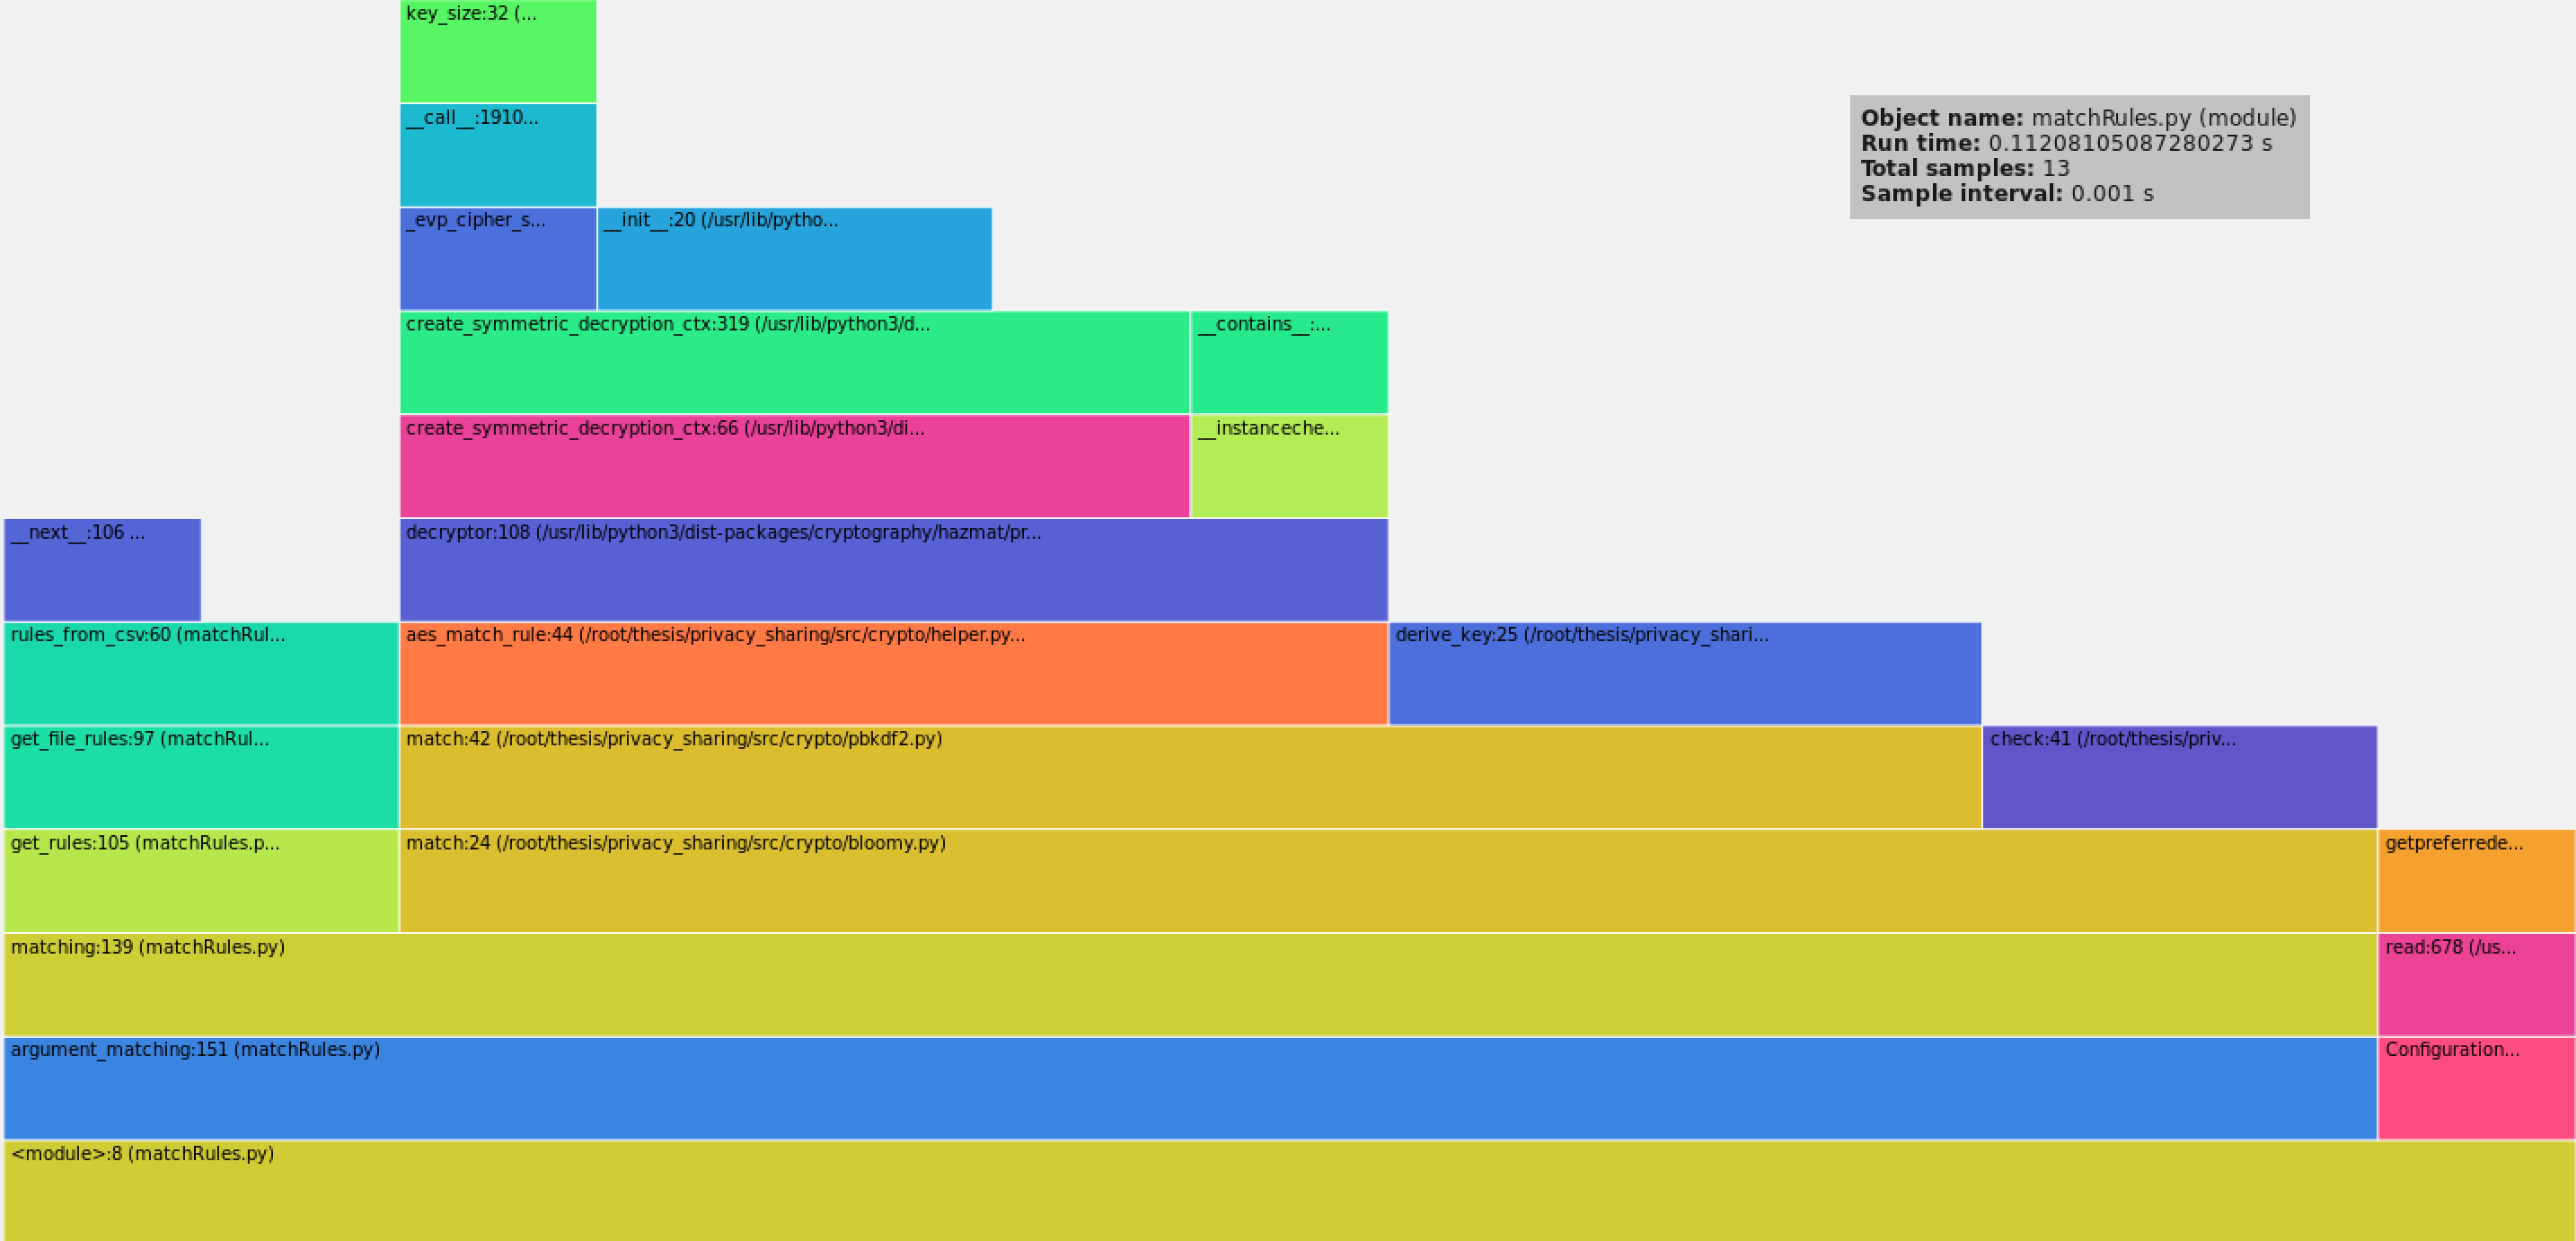 key_size:32 (...
__call__:1910...
Object name: matchRules.py (module)
Run time: 0.11208105087280273 s
Total samples: 13
Sample interval: 0.001 s
_evp_cipher_s...
__init__:20 (/usr/lib/pytho...
create_symmetric_decryption_ctx:319 (/usr/lib/python3/d...
__contains__:...
create_symmetric_decryption_ctx:66 (/usr/lib/python3/di...
__instanceche...
__next__:106 ...
decryptor:108 (/usr/lib/python3/dist-packages/cryptography/hazmat/pr...
rules_from_csv:60 (matchRul...
aes_match_rule:44 (/root/thesis/privacy_sharing/src/crypto/helper.py...
derive_key:25 (/root/thesis/privacy_shari...
get_file_rules:97 (matchRul...
match:42 (/root/thesis/privacy_sharing/src/crypto/pbkdf2.py)
check:41 (/root/thesis/priv...
get_rules:105 (matchRules.p...
match:24 (/root/thesis/privacy_sharing/src/crypto/bloomy.py)
getpreferrede...
matching:139 (matchRules.py)
read:678 (/us...
argument_matching:151 (matchRules.py)
Configuration...
<module>:8 (matchRules.py)